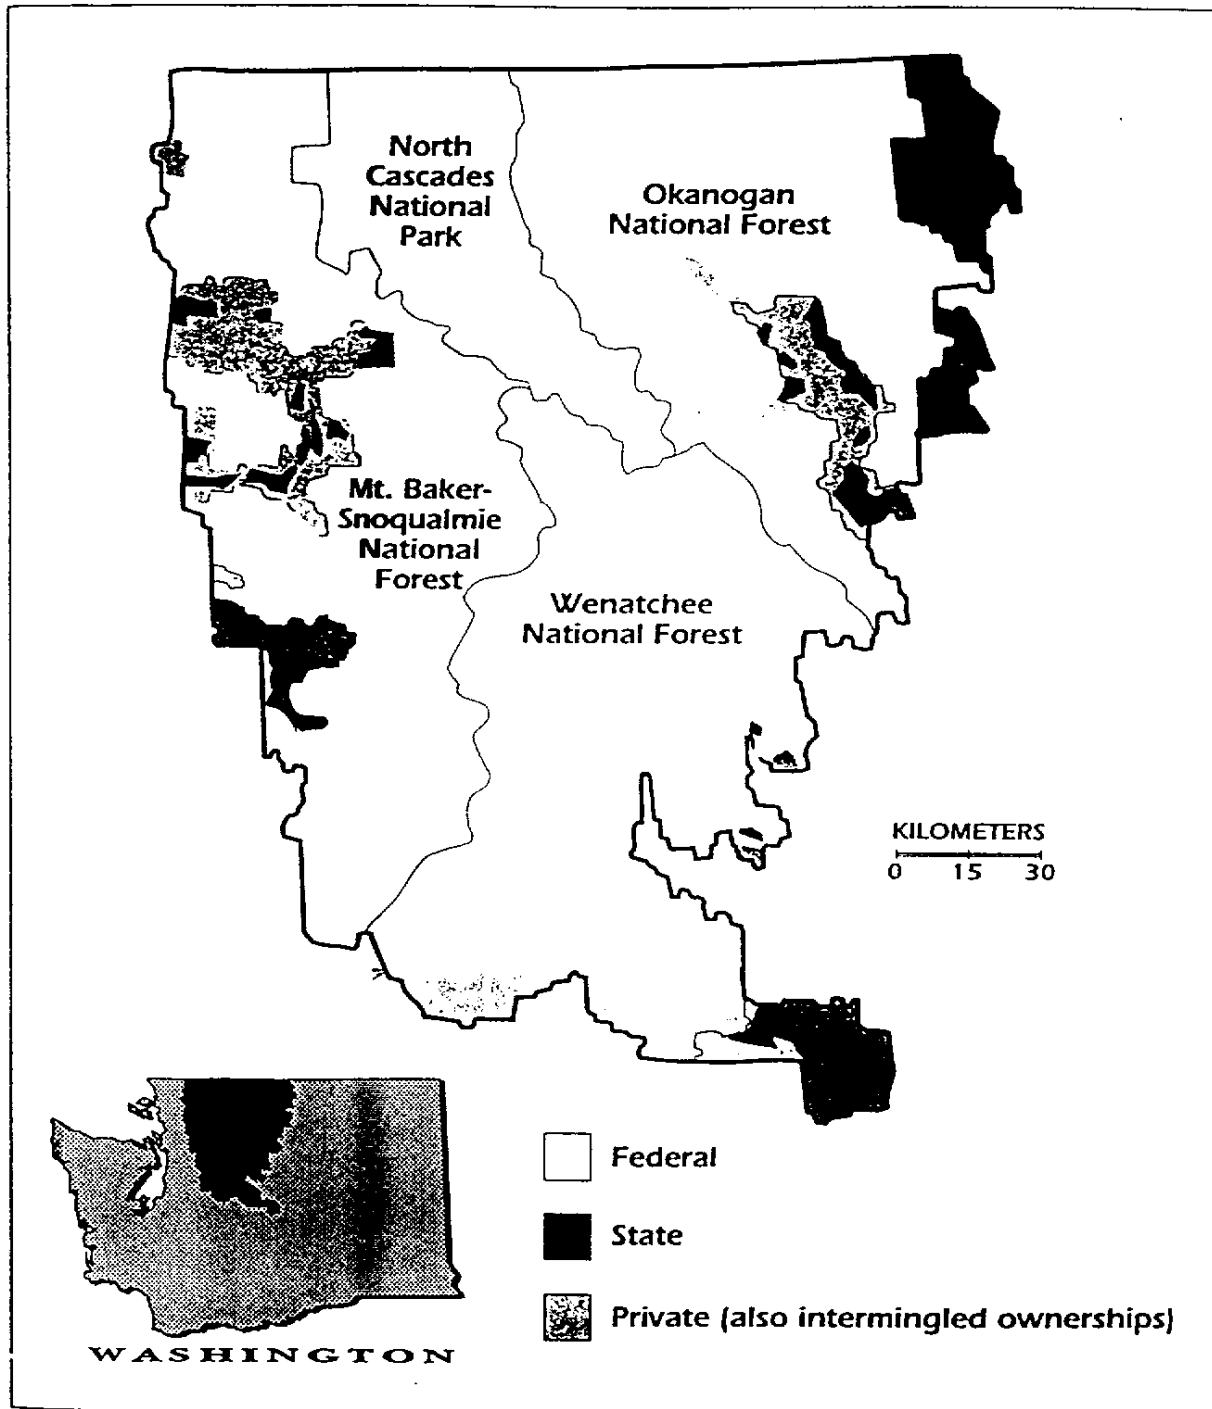 North
Cascades
National
Park
Okanogan
National Forest
Mt. Baker-
Snoqualmie
National
Forest
Wenatchee
National Forest
KILOMETERS
0 15 30
Federal
State
Private (also intermingled ownerships)
WASHINGTON